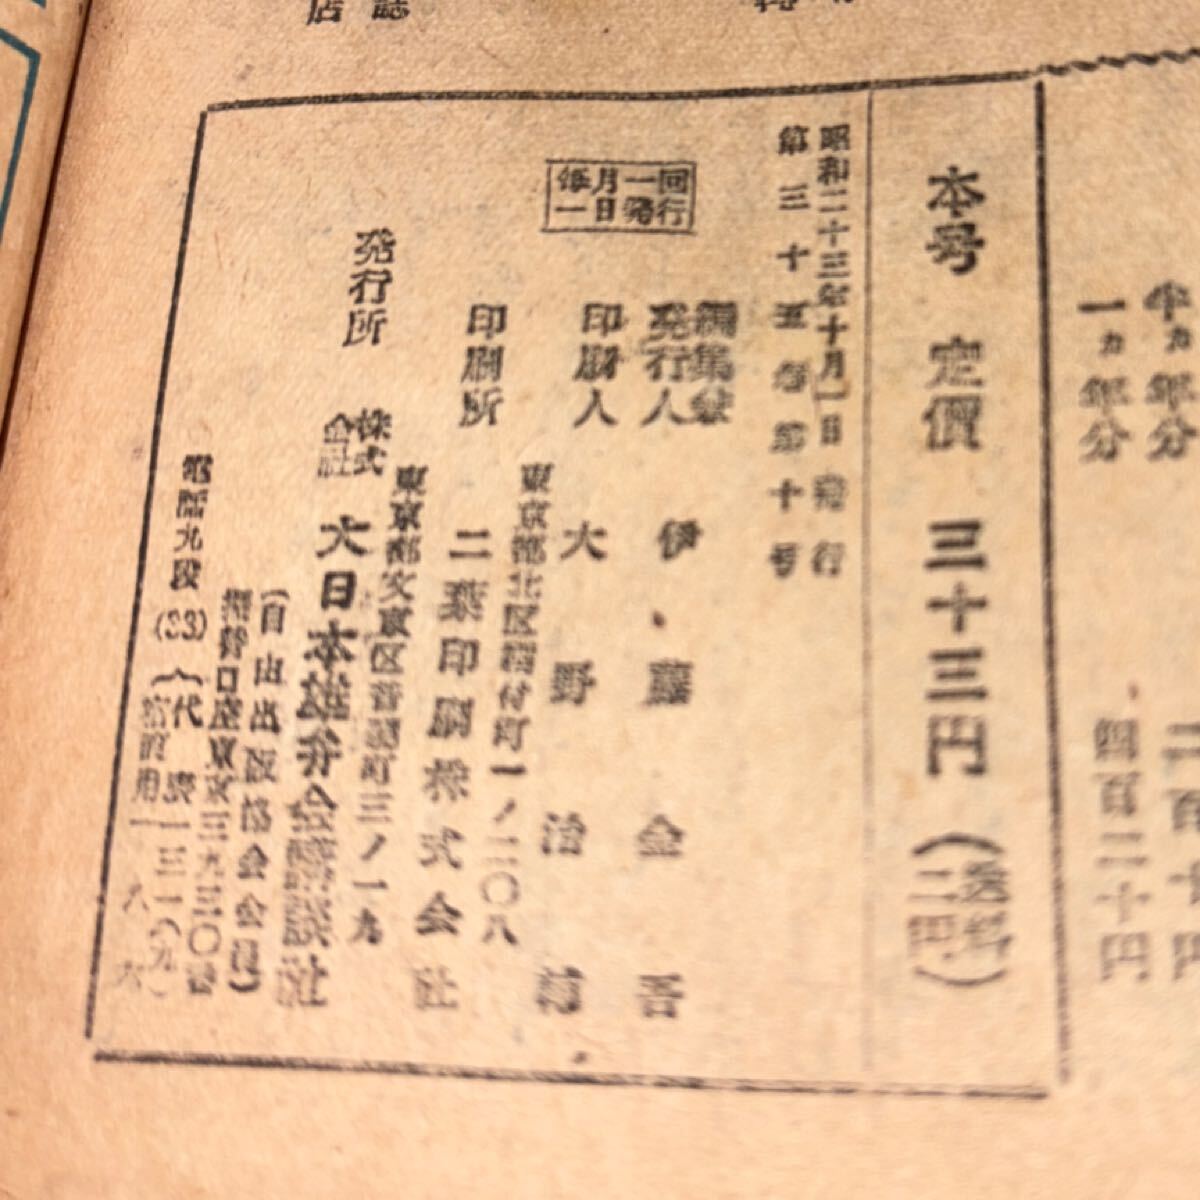 半ヵ年分 二百十円
一ヵ年分 四百二十円
本号 定價 三十三円 (送料二円)
昭和二十三年十月一日発行
第三十五巻第十号
毎月一回
一日発行
編集兼
発行人 伊藤金吾
印刷人 大野治輔
東京都北区稲付町一ノ二〇八
印刷所 二葉印刷株式会社
東京都文京区音羽町三ノ一九
発行所 株式会社 大日本雄弁会講談社
(自由出版協会会員)
振替口座東京三九三〇番
電話九段(33)(代表一三一〇九)